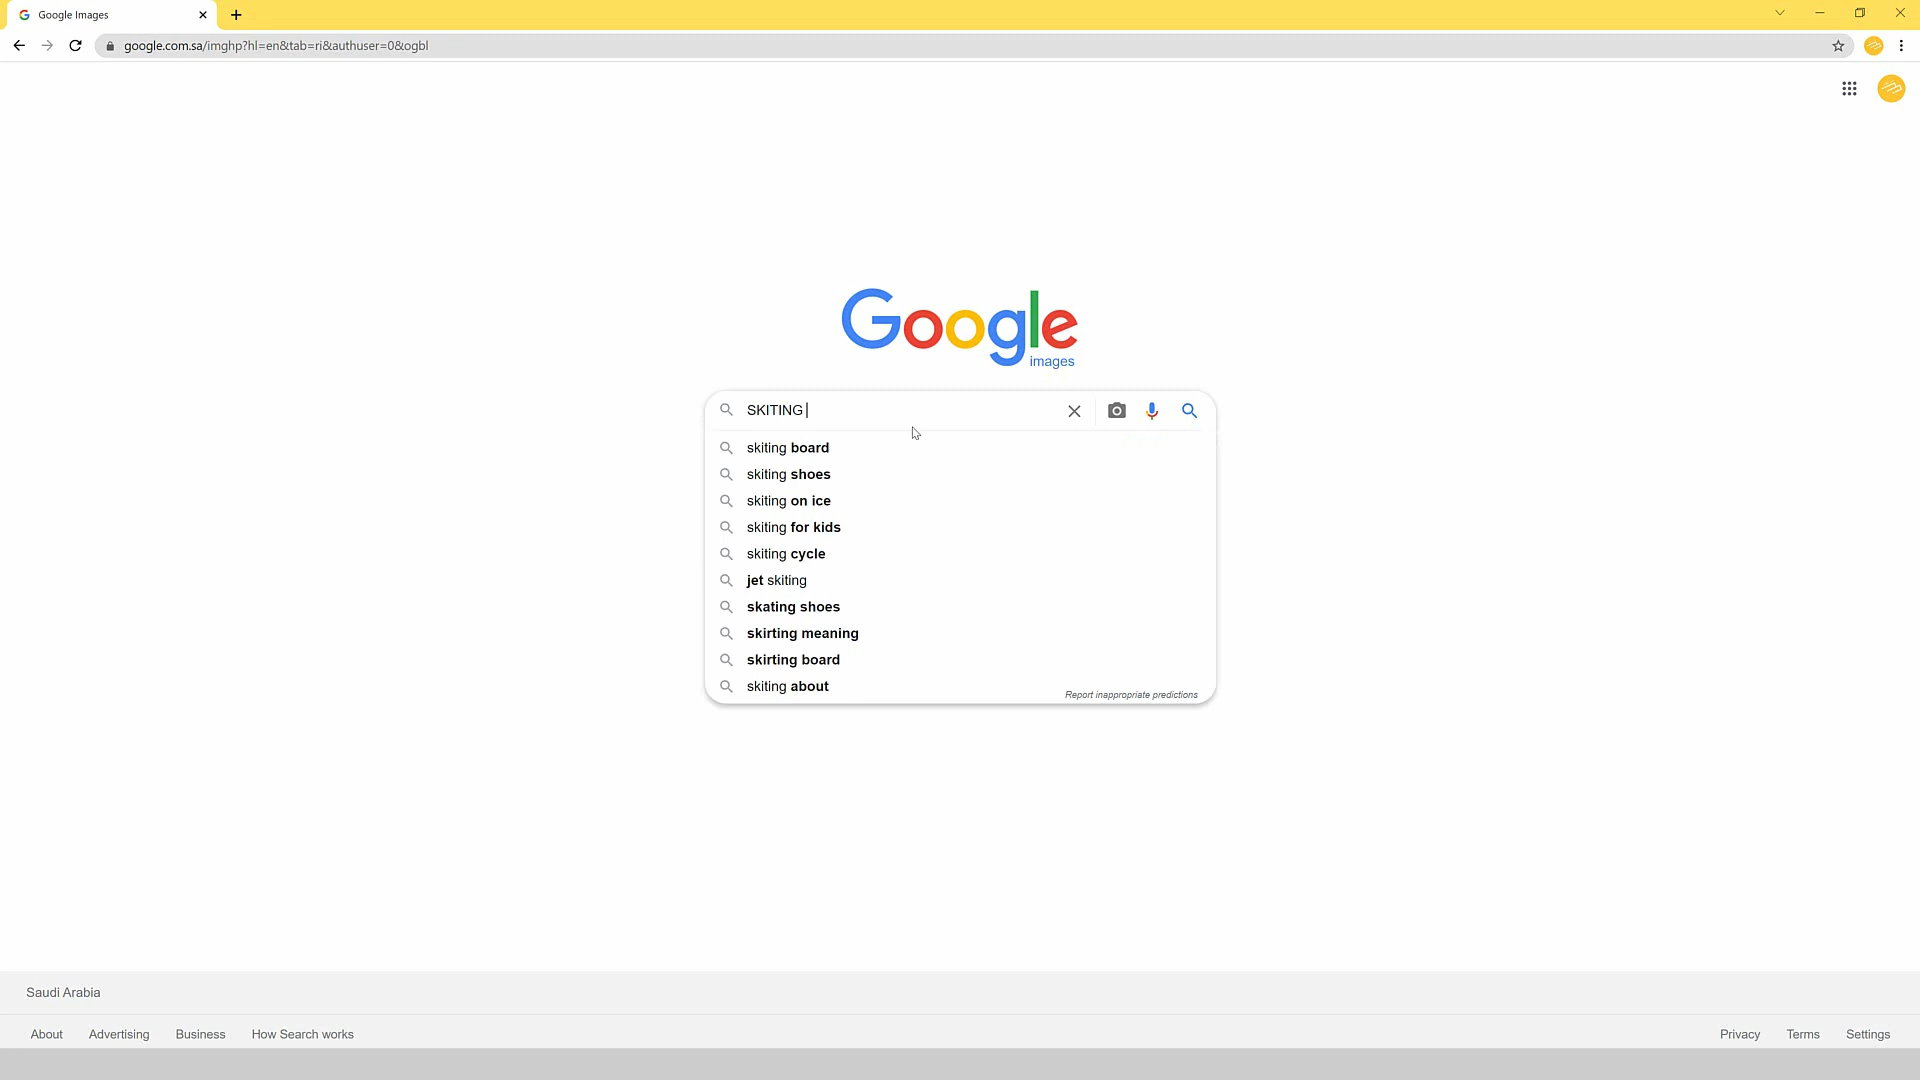 Google Images
google.com.sa/imghp?hl=en&tab=ri&authuser=0&ogbl
Google
images
SKITING
skiting board
skiting shoes
skiting on ice
skiting for kids
skiting cycle
jet skiting
skating shoes
skirting meaning
skirting board
skiting about
Report inappropriate predictions
Saudi Arabia
About Advertising Business How Search works Privacy Terms Settings